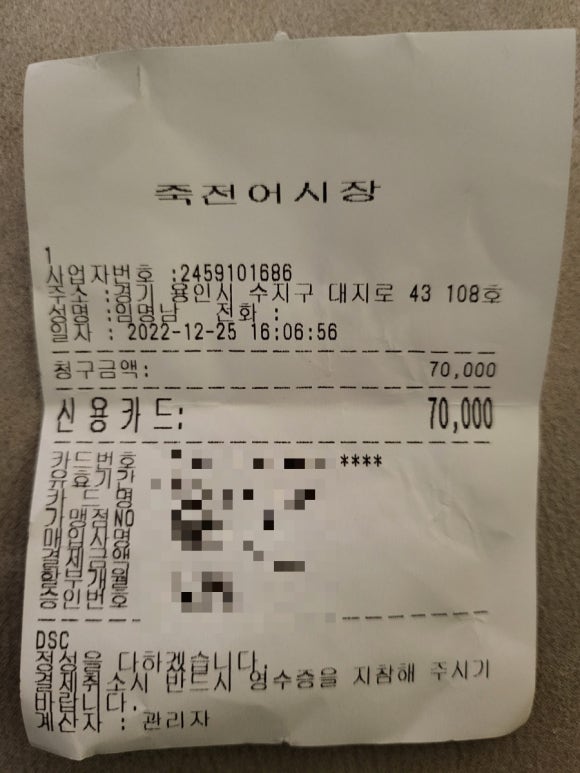 죽전어시장
1
사업자번호 :2459101686
주소 :경기 용인시 수지구 대지로 43 108호
성명 :임명남 전화 :
일자 : 2022-12-25 16:06:56
청구금액: 70,000
신용카드: 70,000
카드번호 ****
유효기간
카 드 명
가맹점NO
매입사명
결제금액
할부개월
승인번호
DSC
정성을 다하겠습니다.
결제취소시 반드시 영수증을 지참해 주시기
바랍니다.
계산자 : 관리자